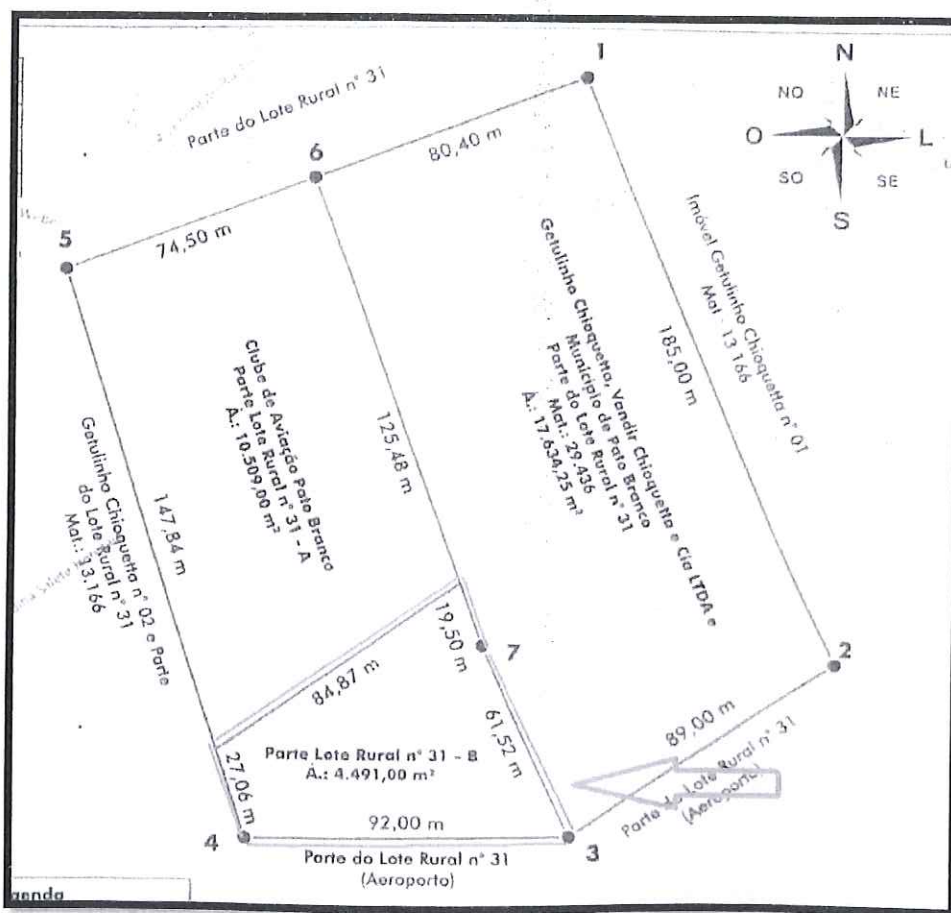 1
N
NO
NE
O
L
SO
SE
S
Parte do Lote Rural n° 31
80,40 m
6
74,50 m
5
Imóvel Getulinho Chioquetta n° 01
Mat - 13 166
185,00 m
Getulinho Chioquetta, Vandir Chioquetta e Cia LTDA e
Município de Pato Branco
Parte do Lote Rural n° 31
Mat.: 29.436
A.: 17.634,25 m²
Clube de Aviação Pato Branco
Parte Lote Rural n° 31 - A
A.: 10.509,00 m²
125,48 m
147,84 m
Getulinho Chioquetta n° 02 e Parte
do Lote Rural n° 31
Mat.: 13.166
19,50 m
7
2
84,87 m
61,52 m
89,00 m
Parte do Lote Rural n° 31
(Aeroporto)
Parte Lote Rural n° 31 - B
A.: 4.491,00 m²
27,06 m
92,00 m
4
3
Parte do Lote Rural n° 31
(Aeroporto)
agenda